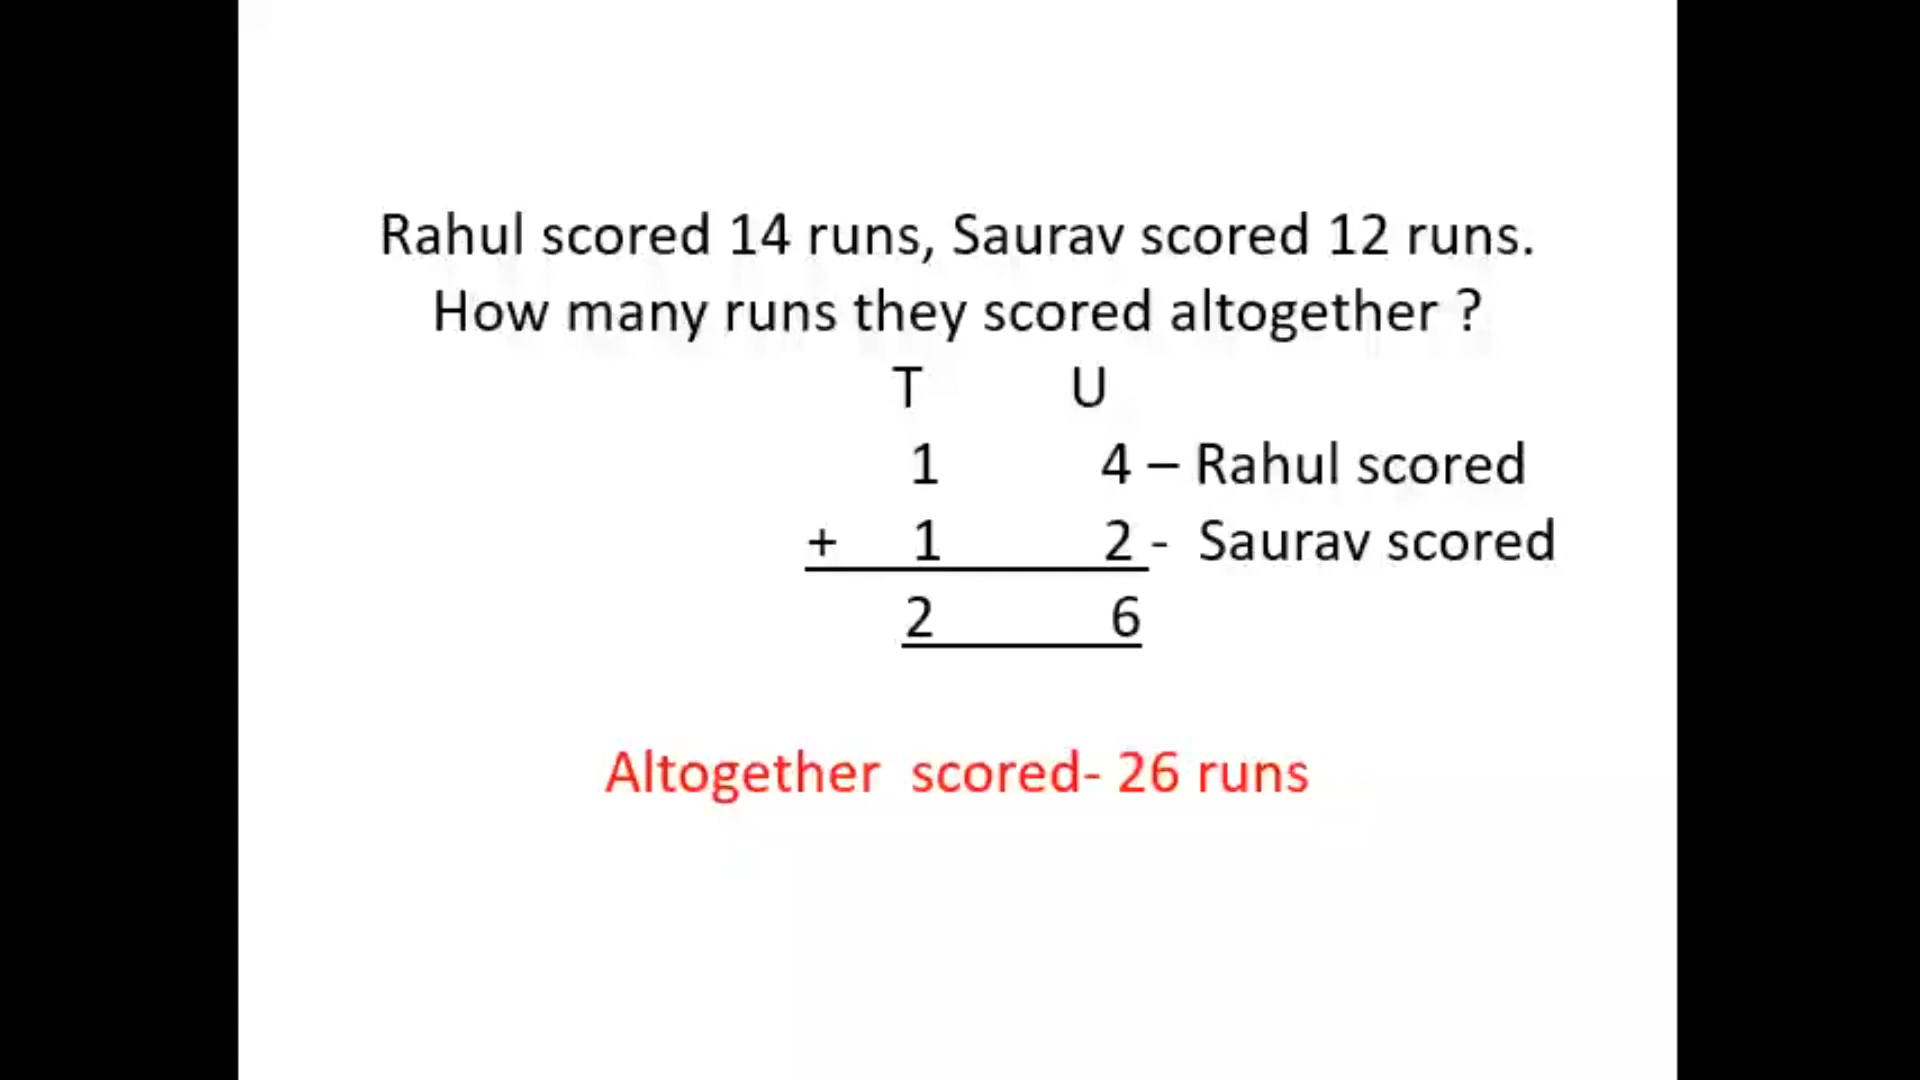 Rahul scored 14 runs, Saurav scored 12 runs.
How many runs they scored altogether ?
T U
1 4 – Rahul scored
+ 1 2 - Saurav scored
2 6
Altogether scored- 26 runs